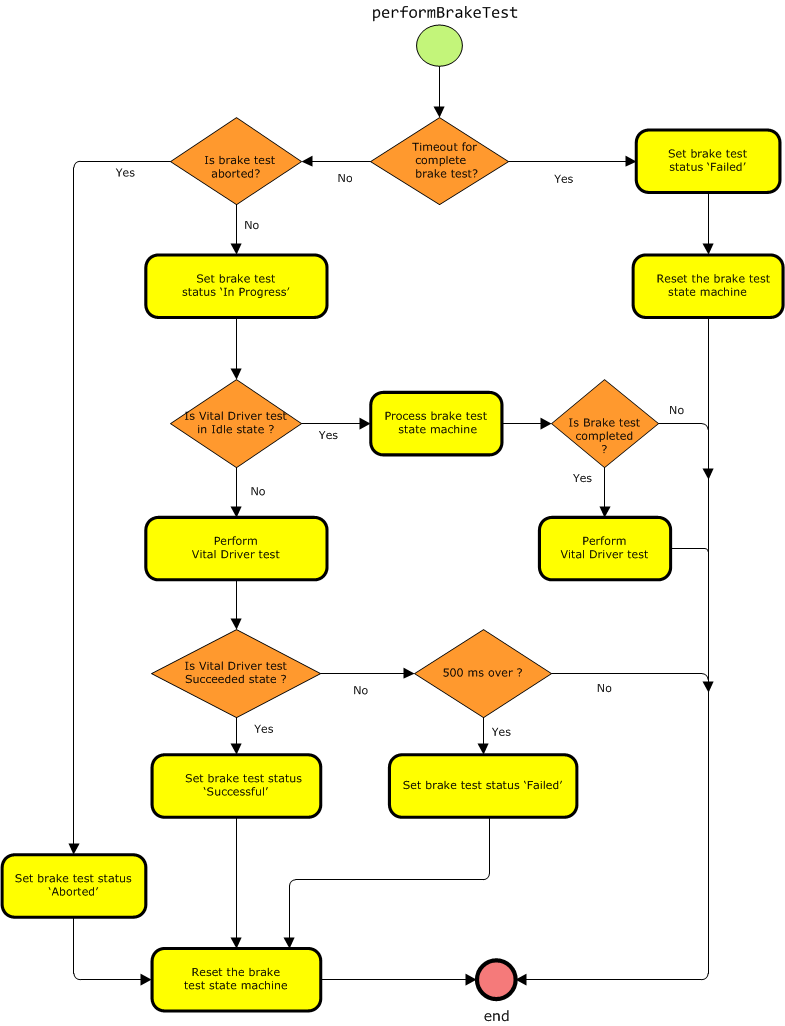 performBrakeTest
Timeout for
complete
brake test?
Is brake test
aborted?
Set brake test
status ‘Failed’
Yes
No
Yes
No
Set brake test
status ‘In Progress’
Reset the brake test
state machine
Is Vital Driver test
in Idle state ?
Yes
Process brake test
state machine
Is Brake test
completed
?
No
Yes
No
Perform
Vital Driver test
Perform
Vital Driver test
Is Vital Driver test
Succeeded state ?
No
500 ms over ?
No
Yes
Yes
Set brake test status
‘Successful’
Set brake test status ‘Failed’
Set brake test status
‘Aborted’
Reset the brake
test state machine
end